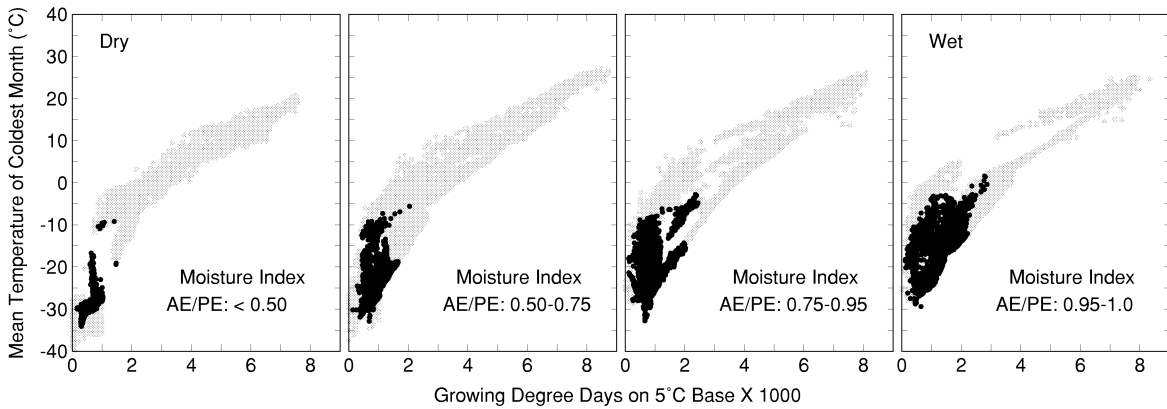 Mean Temperature of Coldest Month (˚C)
40
30
20
10
0
-10
-20
-30
-40
Dry
Moisture Index
AE/PE: < 0.50
0 2 4 6 8
Moisture Index
AE/PE: 0.50-0.75
0 2 4 6 8
Moisture Index
AE/PE: 0.75-0.95
0 2 4 6 8
Wet
Moisture Index
AE/PE: 0.95-1.0
0 2 4 6 8
Growing Degree Days on 5˚C Base X 1000